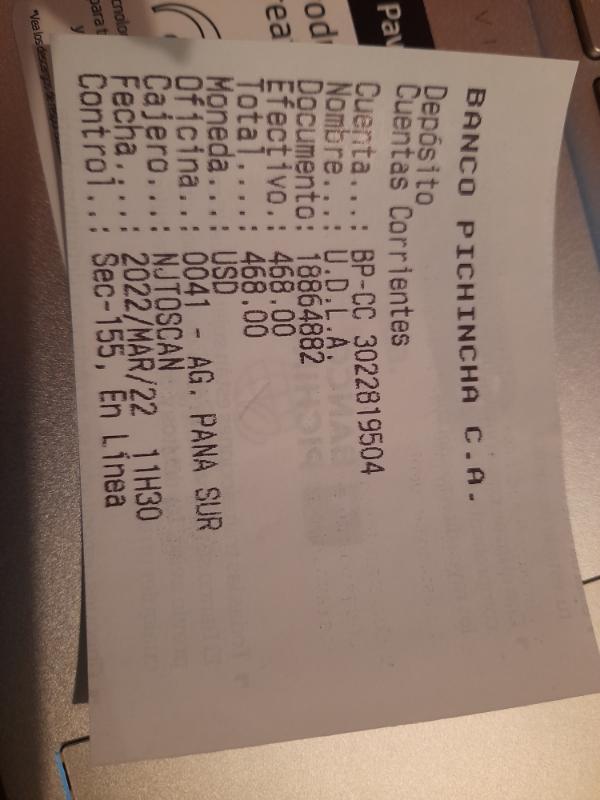 BANCO PICHINCHA C.A.
Depósito
Cuentas Corrientes
Cuenta...: BP-CC 3022819504
Nombre...: U.D.L.A.
Documento: 18864882
Efectivo.: 468.00
Total....: 468.00
Moneda...: USD
Oficina..: 0041 - AG. PANA SUR
Cajero...: NJTOSCAN
Fecha.:..: 2022/MAR/22 11H30
Control..: Sec-155, En Línea